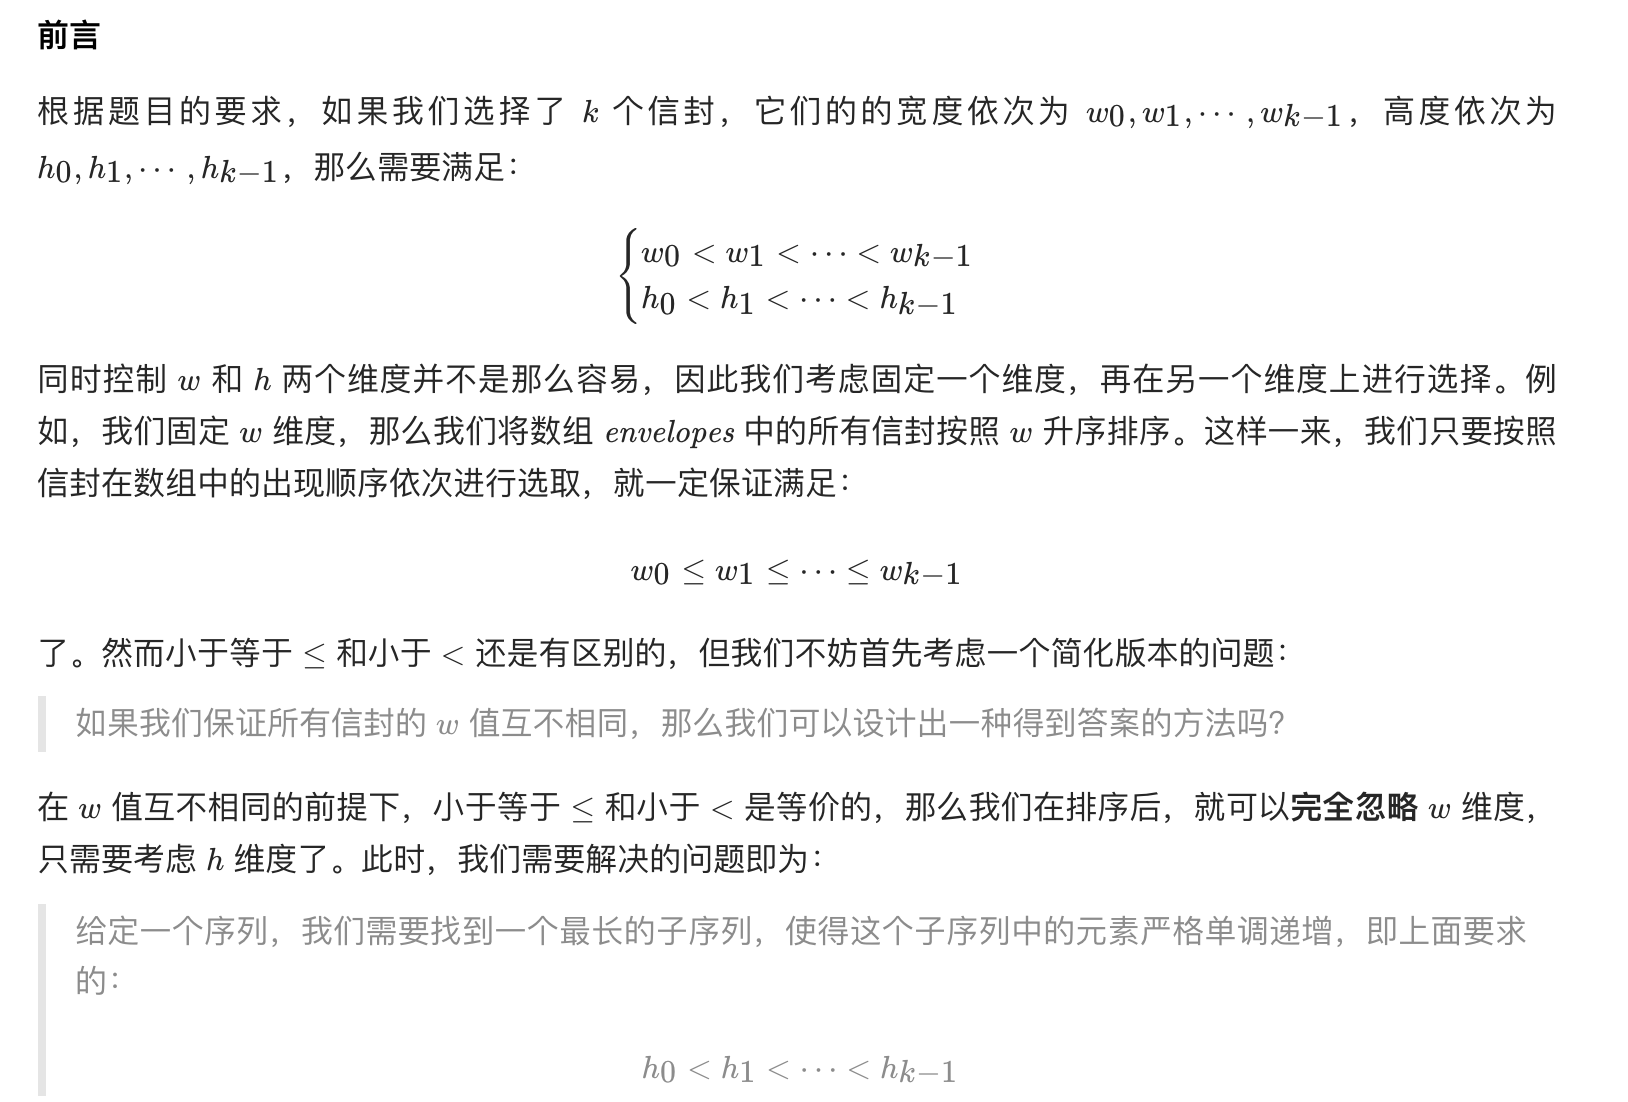 前言
根据题目的要求，如果我们选择了 k 个信封，它们的的宽度依次为 w0, w1, ⋯ , wk−1，高度依次为
h0, h1, ⋯ , hk−1，那么需要满足：
w0 < w1 < ⋯ < wk−1
h0 < h1 < ⋯ < hk−1
同时控制 w 和 h 两个维度并不是那么容易，因此我们考虑固定一个维度，再在另一个维度上进行选择。例
如，我们固定 w 维度，那么我们将数组 envelopes 中的所有信封按照 w 升序排序。这样一来，我们只要按照
信封在数组中的出现顺序依次进行选取，就一定保证满足：
w0 ≤ w1 ≤ ⋯ ≤ wk−1
了。然而小于等于 ≤ 和小于 < 还是有区别的，但我们不妨首先考虑一个简化版本的问题：
如果我们保证所有信封的 w 值互不相同，那么我们可以设计出一种得到答案的方法吗?
在 w 值互不相同的前提下，小于等于 ≤ 和小于 < 是等价的，那么我们在排序后，就可以完全忽略 w 维度，
只需要考虑 h 维度了。此时，我们需要解决的问题即为：
给定一个序列，我们需要找到一个最长的子序列，使得这个子序列中的元素严格单调递增，即上面要求
的：
h0 < h1 < ⋯ < hk−1